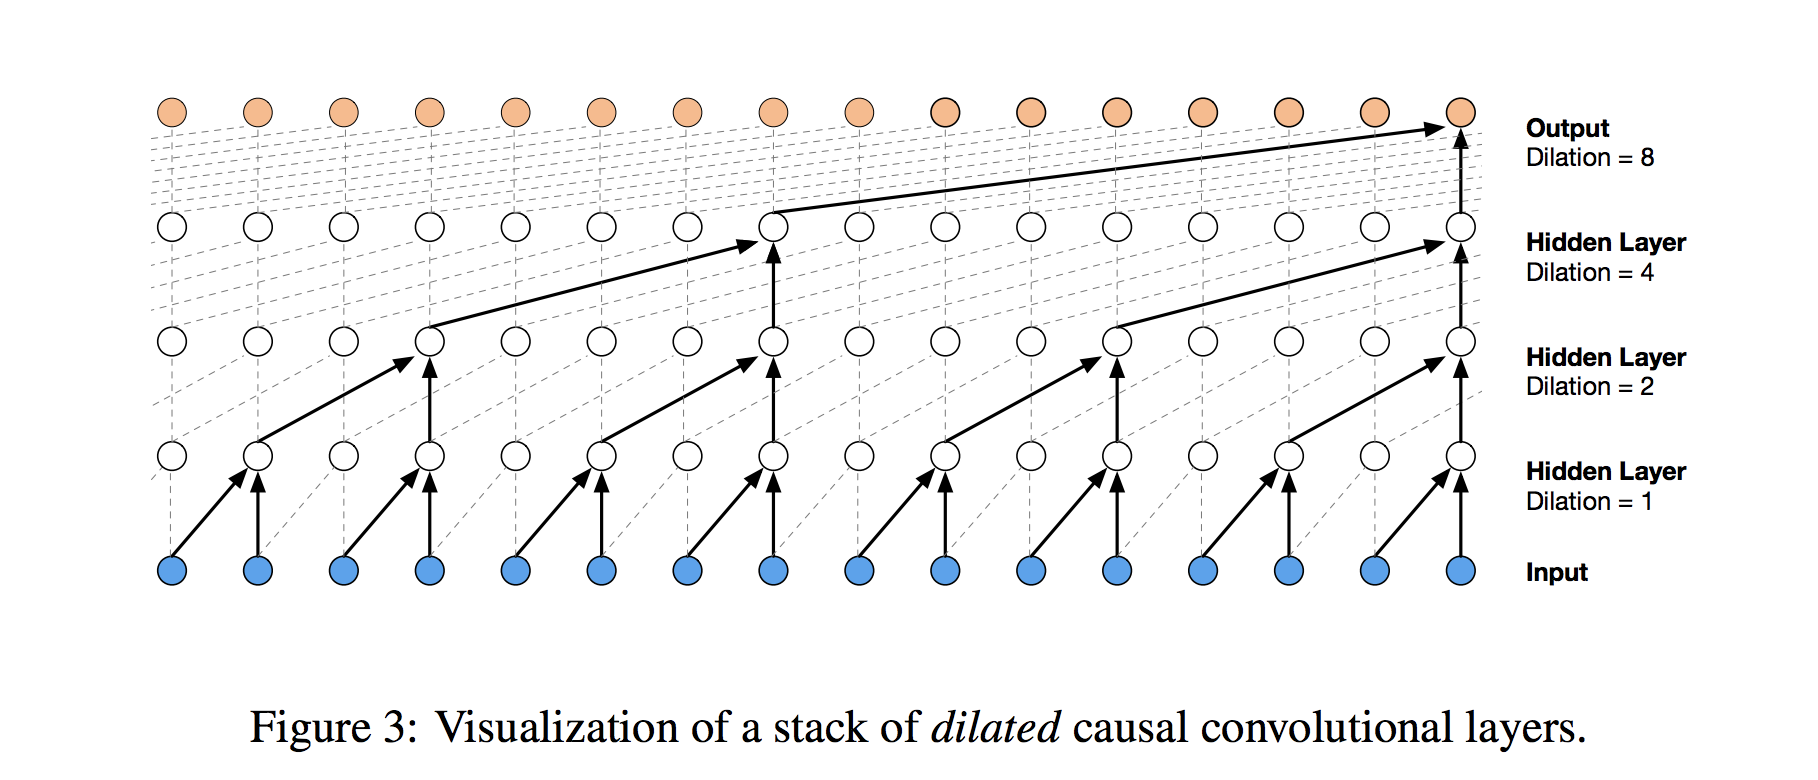 Output
Dilation = 8
Hidden Layer
Dilation = 4
Hidden Layer
Dilation = 2
Hidden Layer
Dilation = 1
Input
Figure 3: Visualization of a stack of dilated causal convolutional layers.